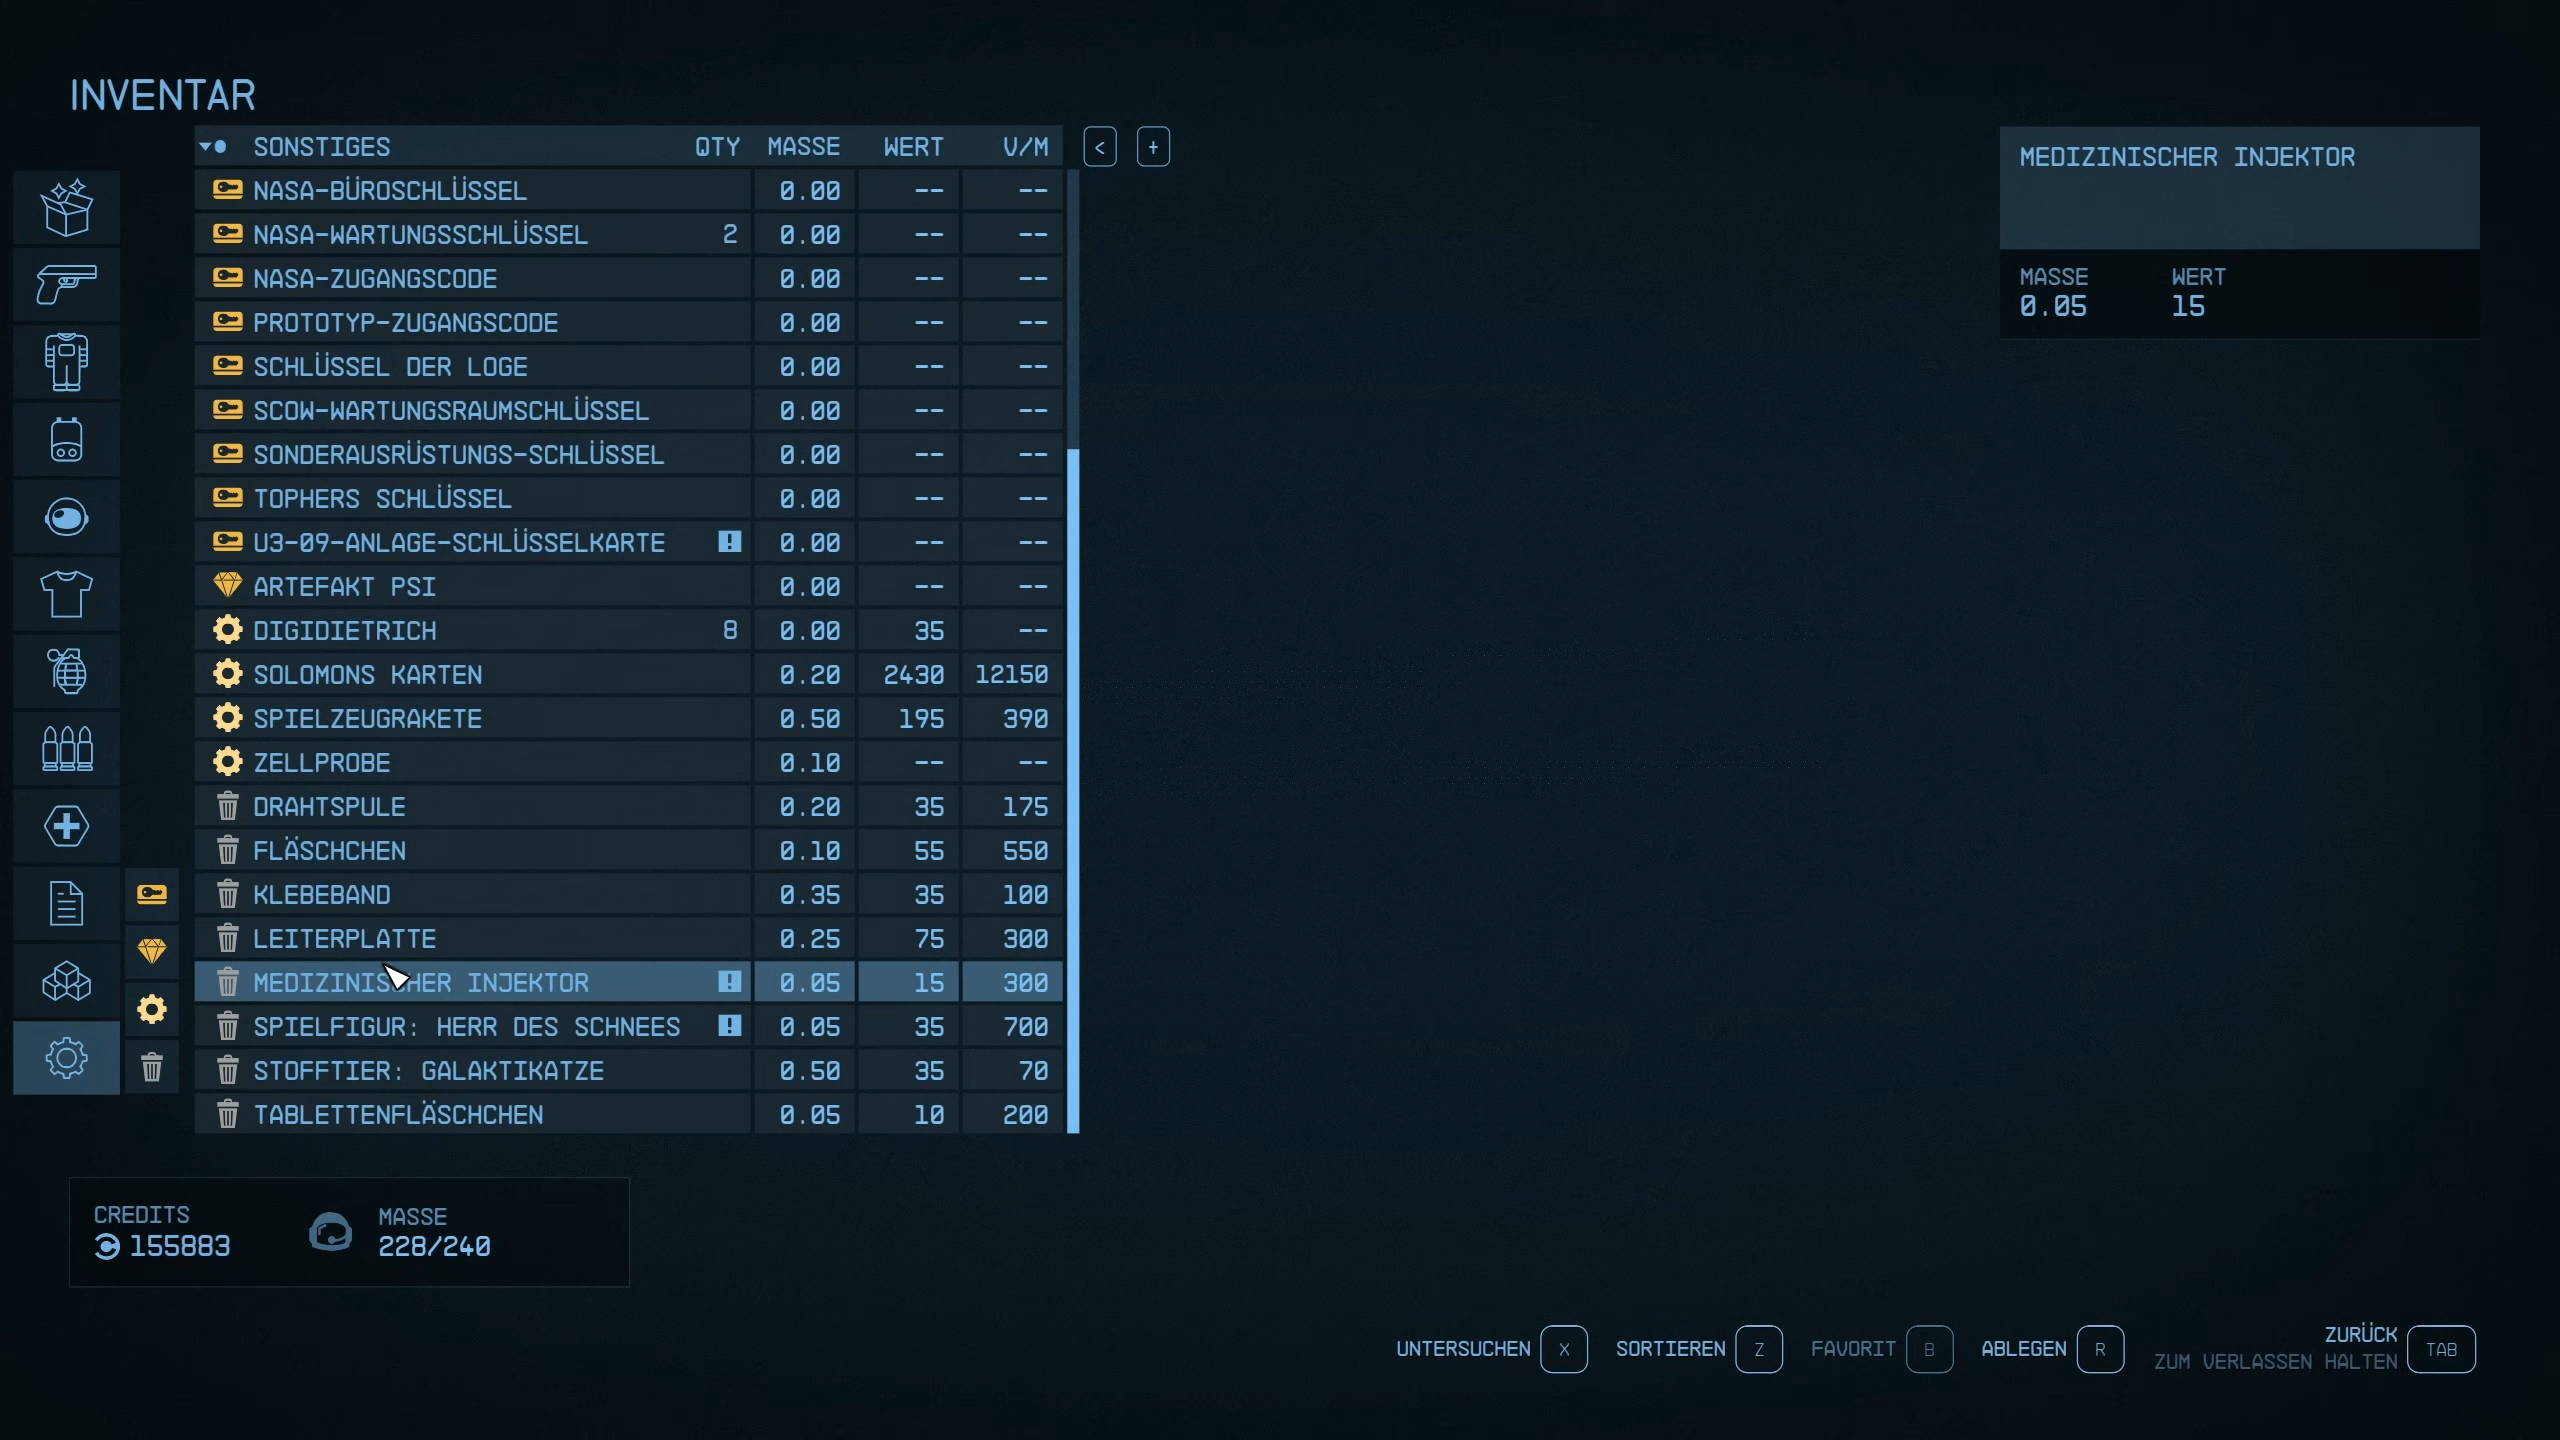 INVENTAR
SONSTIGES QTY MASSE WERT V/M < +
NASA-BÜROSCHLÜSSEL 0.00 -- --
NASA-WARTUNGSSCHLÜSSEL 2 0.00 -- --
NASA-ZUGANGSCODE 0.00 -- --
PROTOTYP-ZUGANGSCODE 0.00 -- --
SCHLÜSSEL DER LOGE 0.00 -- --
SCOW-WARTUNGSRAUMSCHLÜSSEL 0.00 -- --
SONDERAUSRÜSTUNGS-SCHLÜSSEL 0.00 -- --
TOPHERS SCHLÜSSEL 0.00 -- --
U3-09-ANLAGE-SCHLÜSSELKARTE ! 0.00 -- --
ARTEFAKT PSI 0.00 -- --
DIGIDIETRICH 8 0.00 35 --
SOLOMONS KARTEN 0.20 2430 12150
SPIELZEUGRAKETE 0.50 195 390
ZELLPROBE 0.10 -- --
DRAHTSPULE 0.20 35 175
FLÄSCHCHEN 0.10 55 550
KLEBEBAND 0.35 35 100
LEITERPLATTE 0.25 75 300
MEDIZINISCHER INJEKTOR ! 0.05 15 300
SPIELFIGUR: HERR DES SCHNEES ! 0.05 35 700
STOFFTIER: GALAKTIKATZE 0.50 35 70
TABLETTENFLÄSCHCHEN 0.05 10 200
MEDIZINISCHER INJEKTOR
MASSE WERT
0.05 15
CREDITS MASSE
155883 228/240
UNTERSUCHEN X SORTIEREN Z FAVORIT B ABLEGEN R ZURÜCK TAB
ZUM VERLASSEN HALTEN